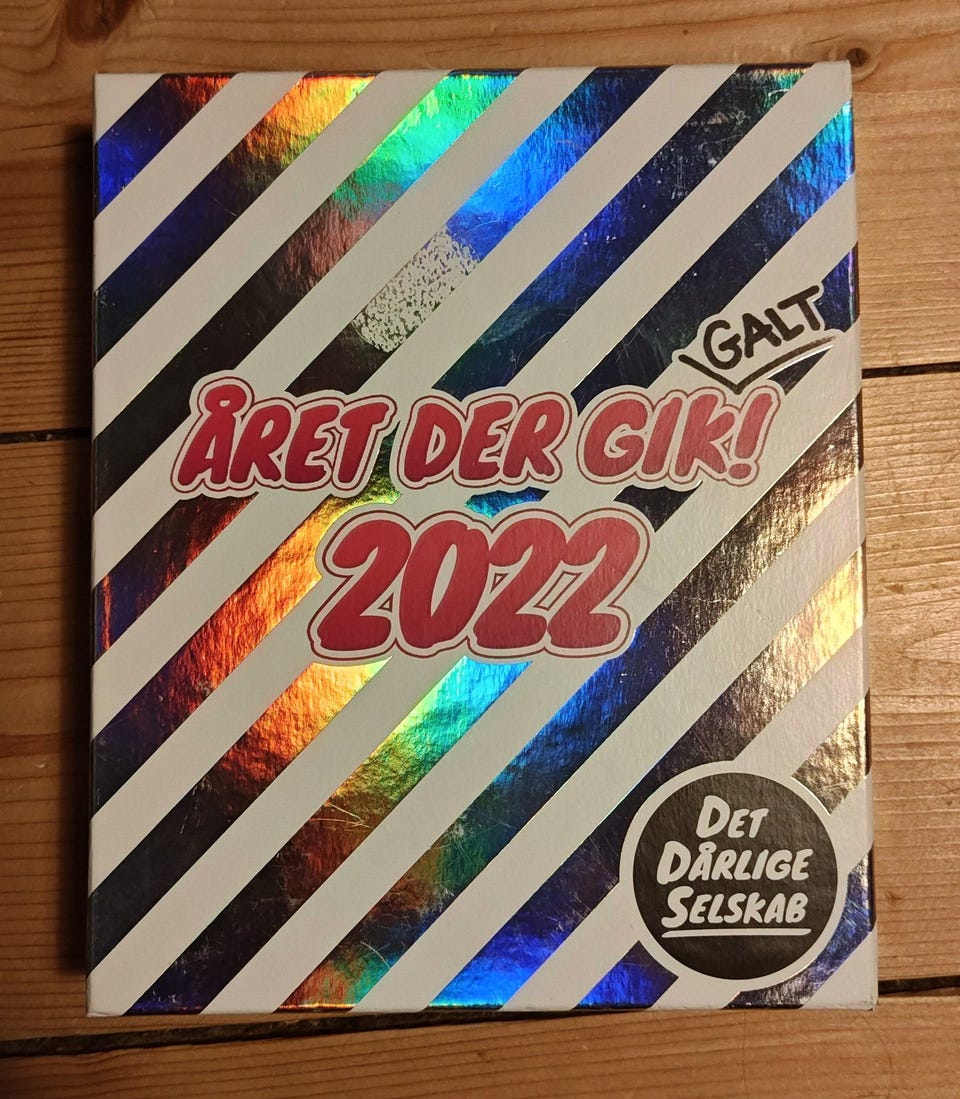 GALT
ÅRET DER GIK!
2022
DET
DÅRLIGE
SELSKAB